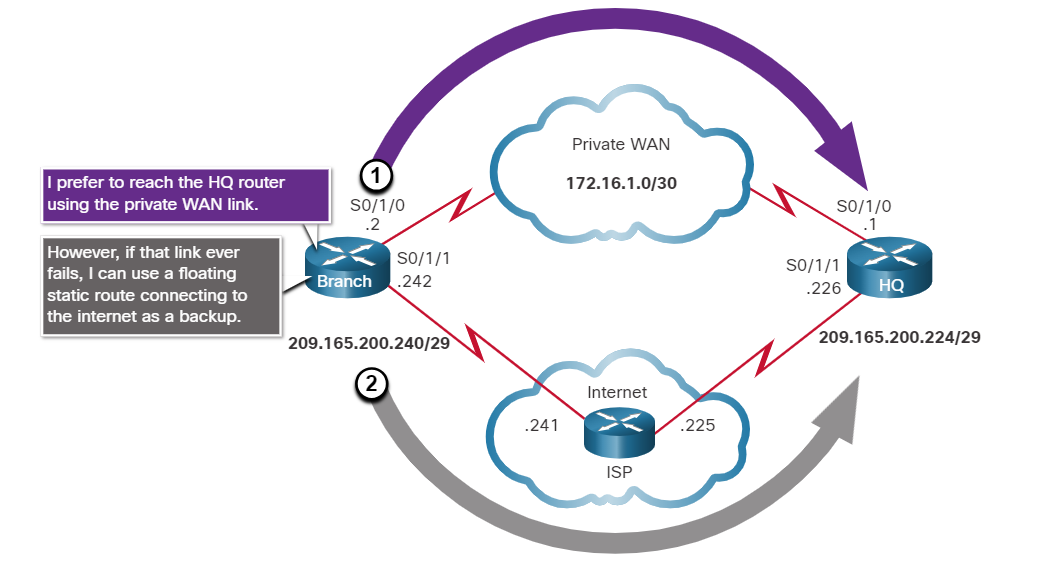 Private WAN
172.16.1.0/30
1
I prefer to reach the HQ router
using the private WAN link.
S0/1/0
.2
S0/1/0
.1
However, if that link ever
fails, I can use a floating
static route connecting to
the internet as a backup.
Branch
S0/1/1
.242
S0/1/1
.226
HQ
209.165.200.240/29
209.165.200.224/29
2
Internet
.241
.225
ISP